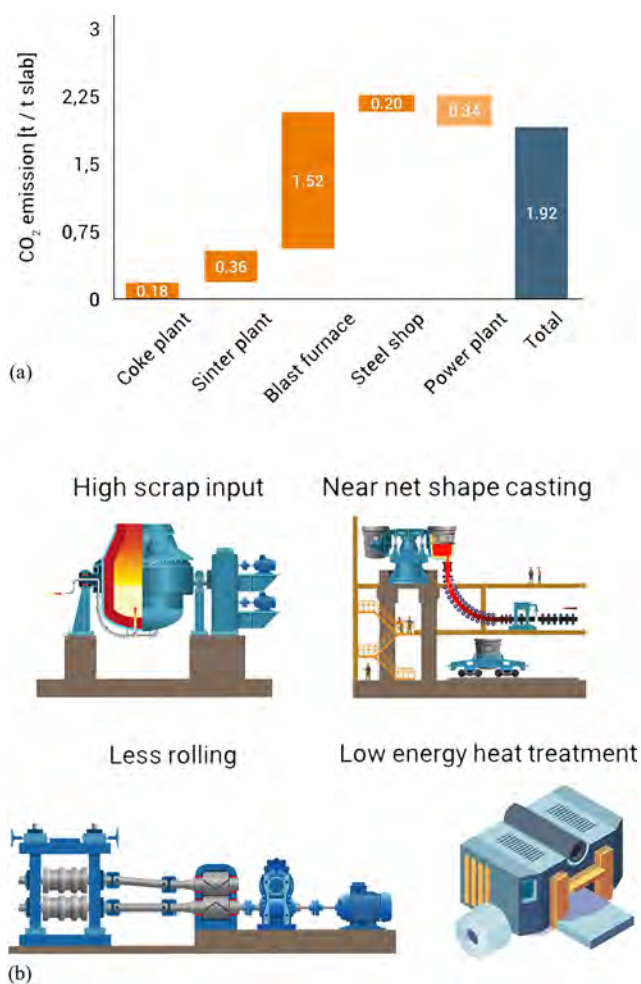 CO₂ emission [t / t slab]
3
2,25
1,5
0,75
0
0.18
0.36
1.52
0.20
0.34
1.92
Coke plant
Sinter plant
Blast furnace
Steel shop
Power plant
Total
(a)
High scrap input
Near net shape casting
Less rolling
Low energy heat treatment
(b)